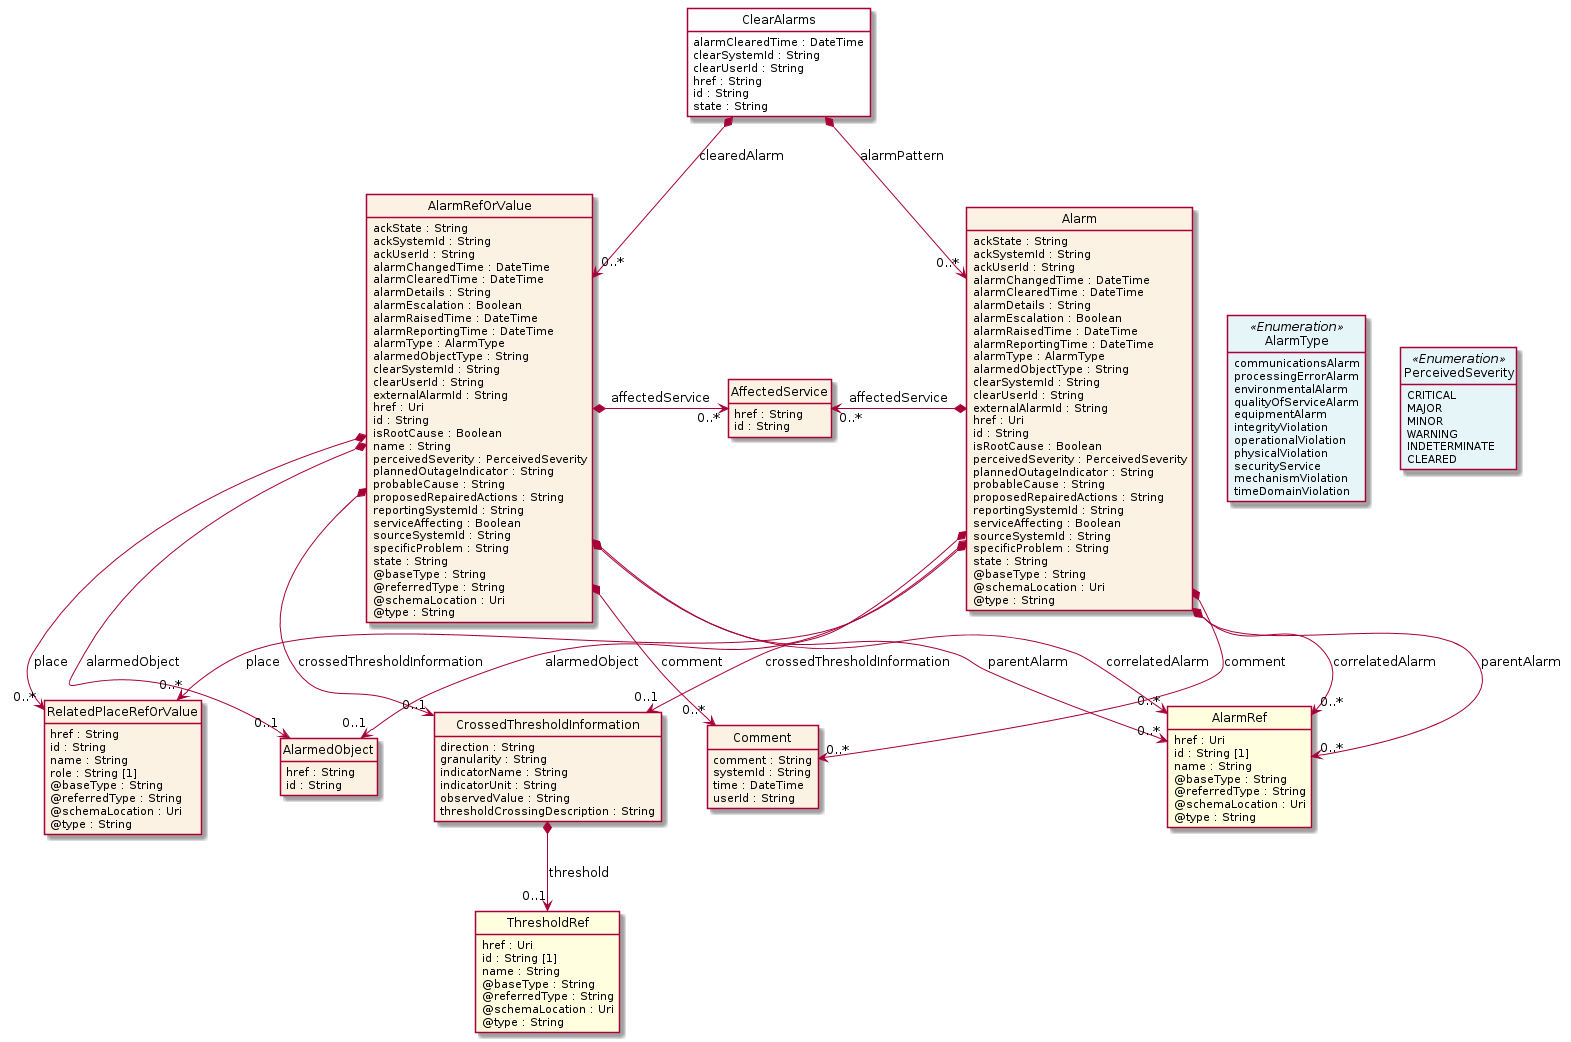 ClearAlarms
alarmClearedTime : DateTime
clearSystemId : String
clearUserId : String
href : String
id : String
state : String
clearedAlarm
alarmPattern
0..*
0..*
AlarmRefOrValue
ackState : String
ackSystemId : String
ackUserId : String
alarmChangedTime : DateTime
alarmClearedTime : DateTime
alarmDetails : String
alarmEscalation : Boolean
alarmRaisedTime : DateTime
alarmReportingTime : DateTime
alarmType : AlarmType
alarmedObjectType : String
clearSystemId : String
clearUserId : String
externalAlarmId : String
href : Uri
id : String
isRootCause : Boolean
name : String
perceivedSeverity : PerceivedSeverity
plannedOutageIndicator : String
probableCause : String
proposedRepairedActions : String
reportingSystemId : String
serviceAffecting : Boolean
sourceSystemId : String
specificProblem : String
state : String
@baseType : String
@referredType : String
@schemaLocation : Uri
@type : String
affectedService
0..*
AffectedService
href : String
id : String
affectedService
0..*
Alarm
ackState : String
ackSystemId : String
ackUserId : String
alarmChangedTime : DateTime
alarmClearedTime : DateTime
alarmDetails : String
alarmEscalation : Boolean
alarmRaisedTime : DateTime
alarmReportingTime : DateTime
alarmType : AlarmType
alarmedObjectType : String
clearSystemId : String
clearUserId : String
externalAlarmId : String
href : Uri
id : String
isRootCause : Boolean
perceivedSeverity : PerceivedSeverity
plannedOutageIndicator : String
probableCause : String
proposedRepairedActions : String
reportingSystemId : String
serviceAffecting : Boolean
sourceSystemId : String
specificProblem : String
state : String
@baseType : String
@schemaLocation : Uri
@type : String
«Enumeration»
AlarmType
communicationsAlarm
processingErrorAlarm
environmentalAlarm
qualityOfServiceAlarm
equipmentAlarm
integrityViolation
operationalViolation
physicalViolation
securityService
mechanismViolation
timeDomainViolation
«Enumeration»
PerceivedSeverity
CRITICAL
MAJOR
MINOR
WARNING
INDETERMINATE
CLEARED
place
alarmedObject
place
crossedThresholdInformation
alarmedObject
comment
crossedThresholdInformation
parentAlarm
correlatedAlarm
comment
correlatedAlarm
parentAlarm
0..*
0..*
0..1
0..1
0..1
0..1
0..*
0..*
0..*
0..*
0..*
0..*
RelatedPlaceRefOrValue
href : String
id : String
name : String
role : String [1]
@baseType : String
@referredType : String
@schemaLocation : Uri
@type : String
AlarmedObject
href : String
id : String
CrossedThresholdInformation
direction : String
granularity : String
indicatorName : String
indicatorUnit : String
observedValue : String
thresholdCrossingDescription : String
Comment
comment : String
systemId : String
time : DateTime
userId : String
AlarmRef
href : Uri
id : String [1]
name : String
@baseType : String
@referredType : String
@schemaLocation : Uri
@type : String
threshold
0..1
ThresholdRef
href : Uri
id : String [1]
name : String
@baseType : String
@referredType : String
@schemaLocation : Uri
@type : String